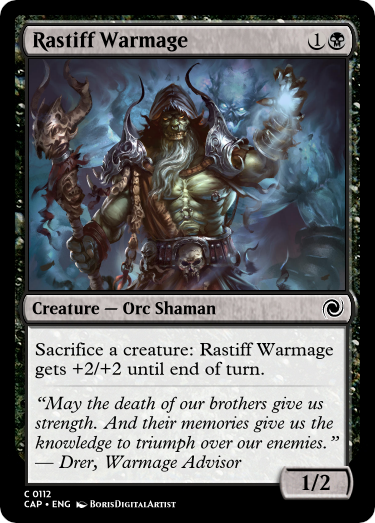 Rastiff Warmage 1
Creature — Orc Shaman
Sacrifice a creature: Rastiff Warmage
gets +2/+2 until end of turn.
“May the death of our brothers give us
strength. And their memories give us the
knowledge to triumph over our enemies.”
— Drer, Warmage Advisor
1/2
C 0112
CAP • ENG BorisDigitalArtist